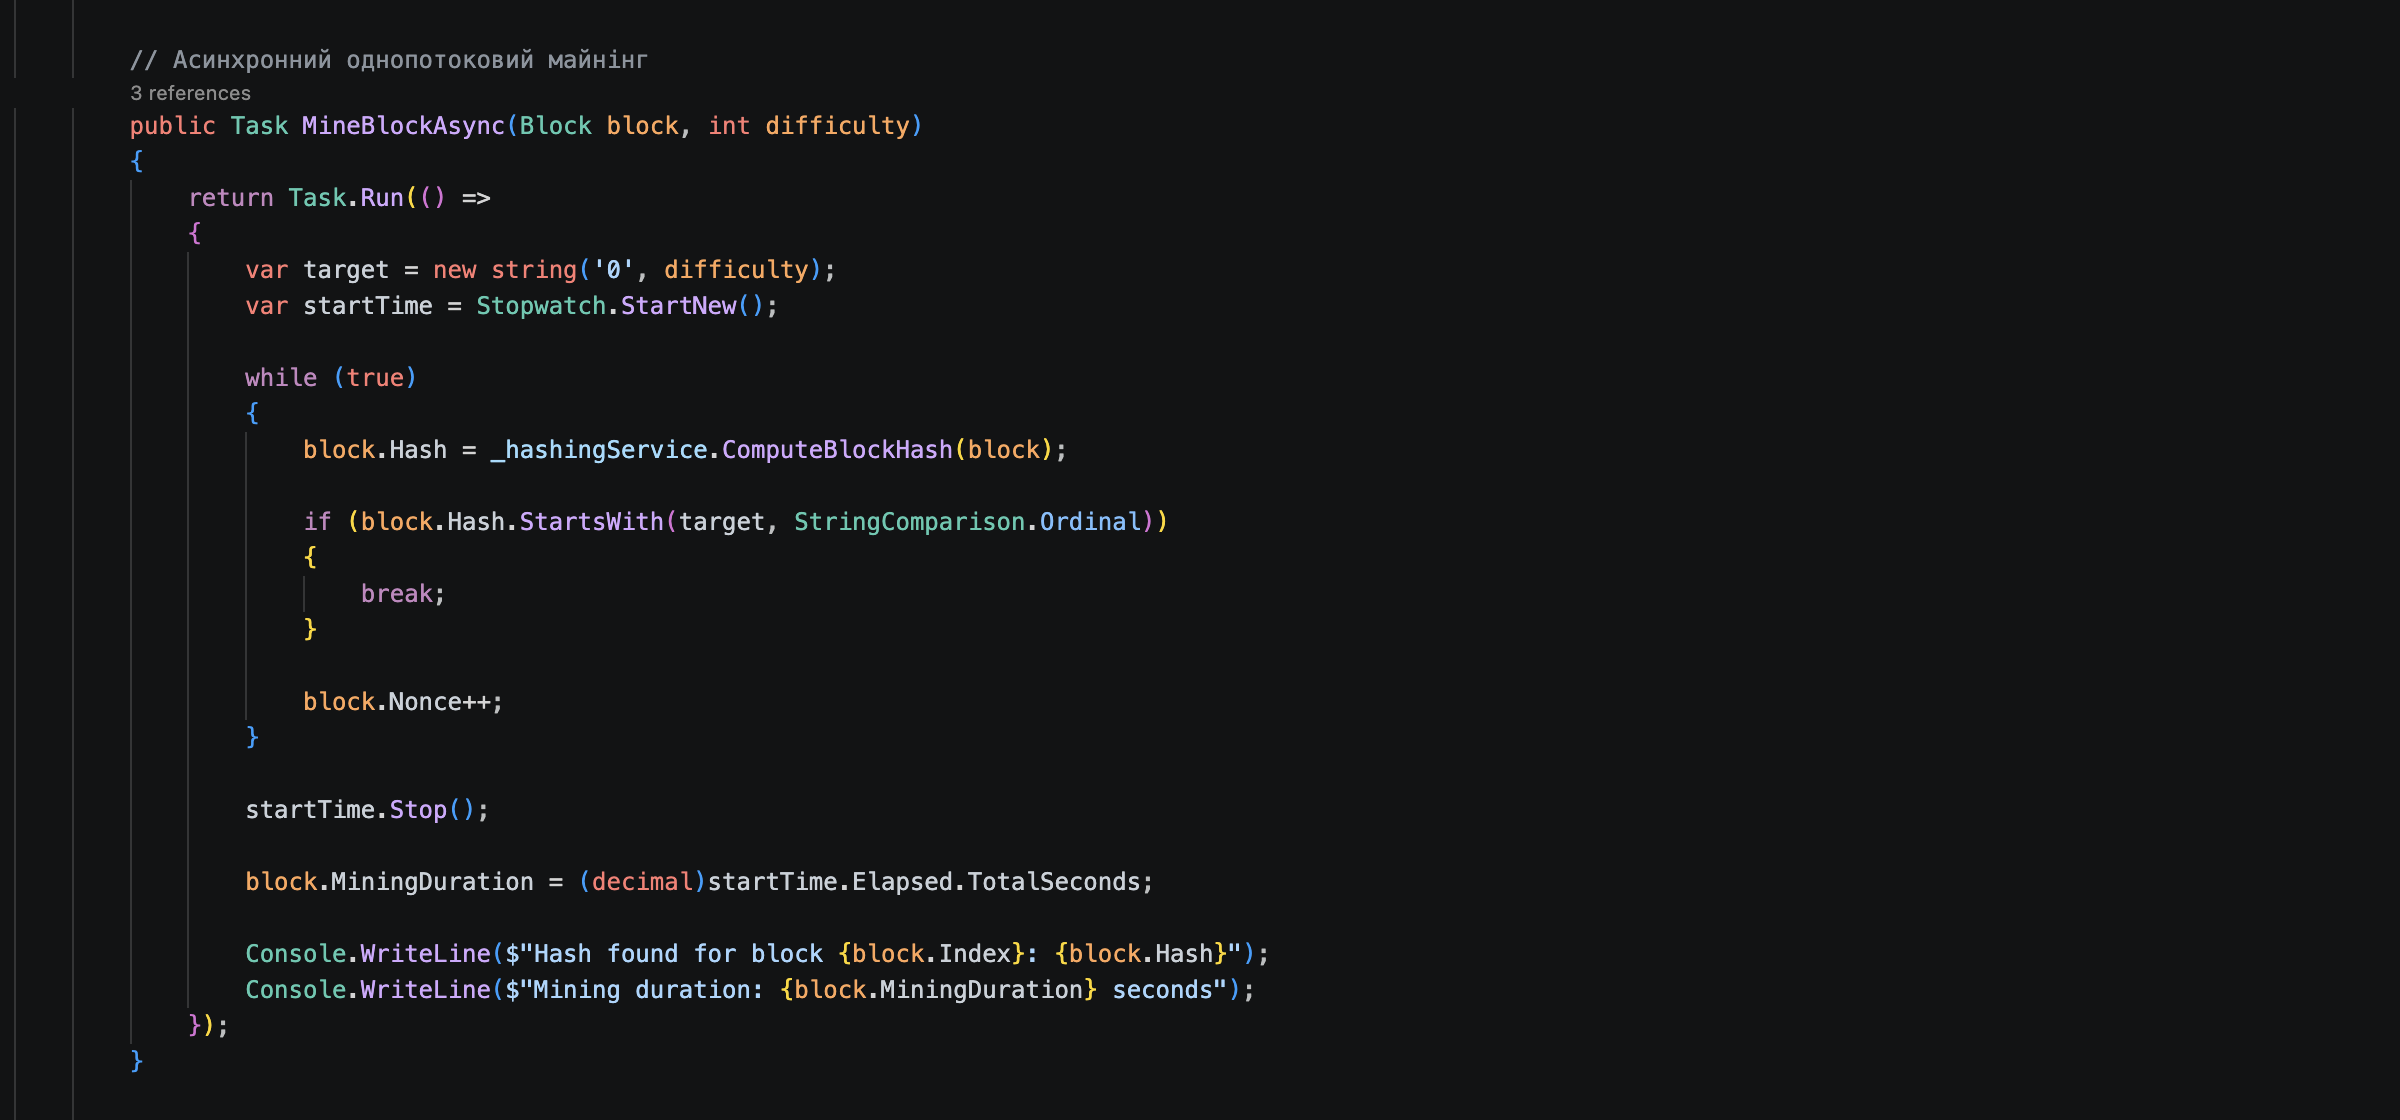 // Асинхронний однопотоковий майнінг
3 references
public Task MineBlockAsync(Block block, int difficulty)
{
    return Task.Run(() =>
    {
        var target = new string('0', difficulty);
        var startTime = Stopwatch.StartNew();

        while (true)
        {
            block.Hash = _hashingService.ComputeBlockHash(block);

            if (block.Hash.StartsWith(target, StringComparison.Ordinal))
            {
                break;
            }

            block.Nonce++;
        }

        startTime.Stop();

        block.MiningDuration = (decimal)startTime.Elapsed.TotalSeconds;

        Console.WriteLine($"Hash found for block {block.Index}: {block.Hash}");
        Console.WriteLine($"Mining duration: {block.MiningDuration} seconds");
    });
}